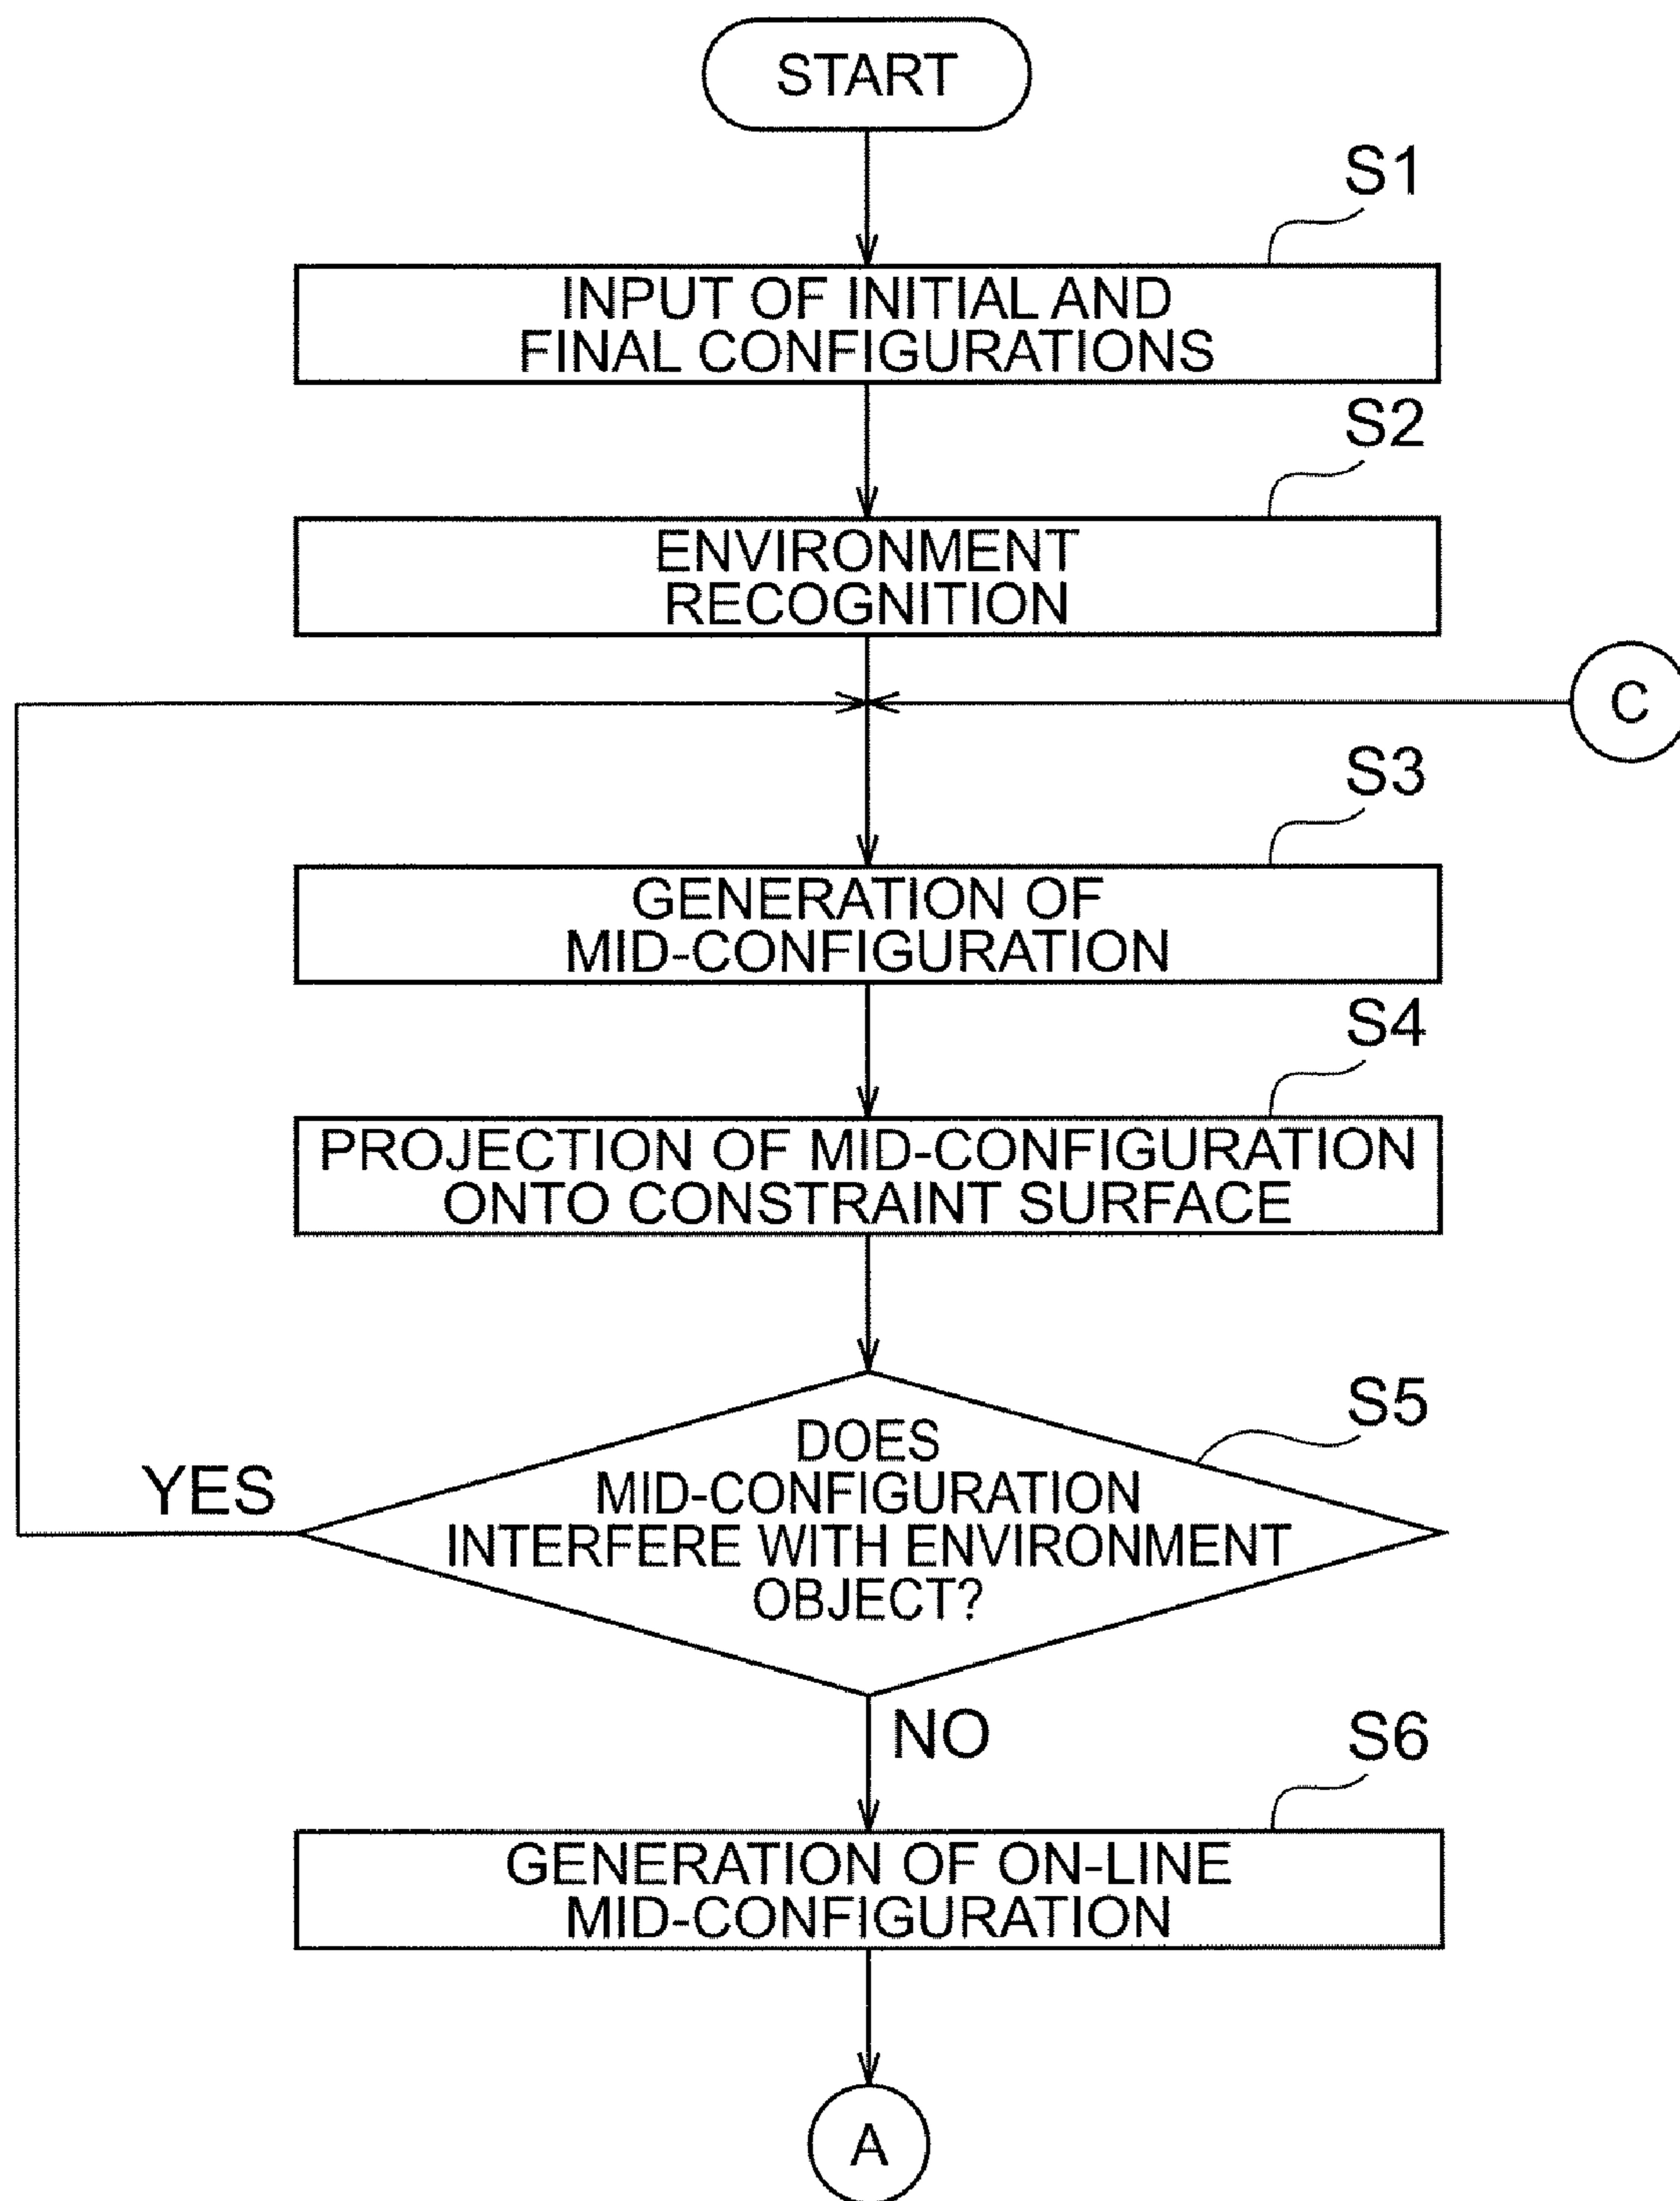 START
S1
INPUT OF INITIAL AND
FINAL CONFIGURATIONS
S2
ENVIRONMENT
RECOGNITION
C
S3
GENERATION OF
MID-CONFIGURATION
S4
PROJECTION OF MID-CONFIGURATION
ONTO CONSTRAINT SURFACE
S5
DOES
MID-CONFIGURATION
INTERFERE WITH ENVIRONMENT
OBJECT?
YES
NO
S6
GENERATION OF ON-LINE
MID-CONFIGURATION
A